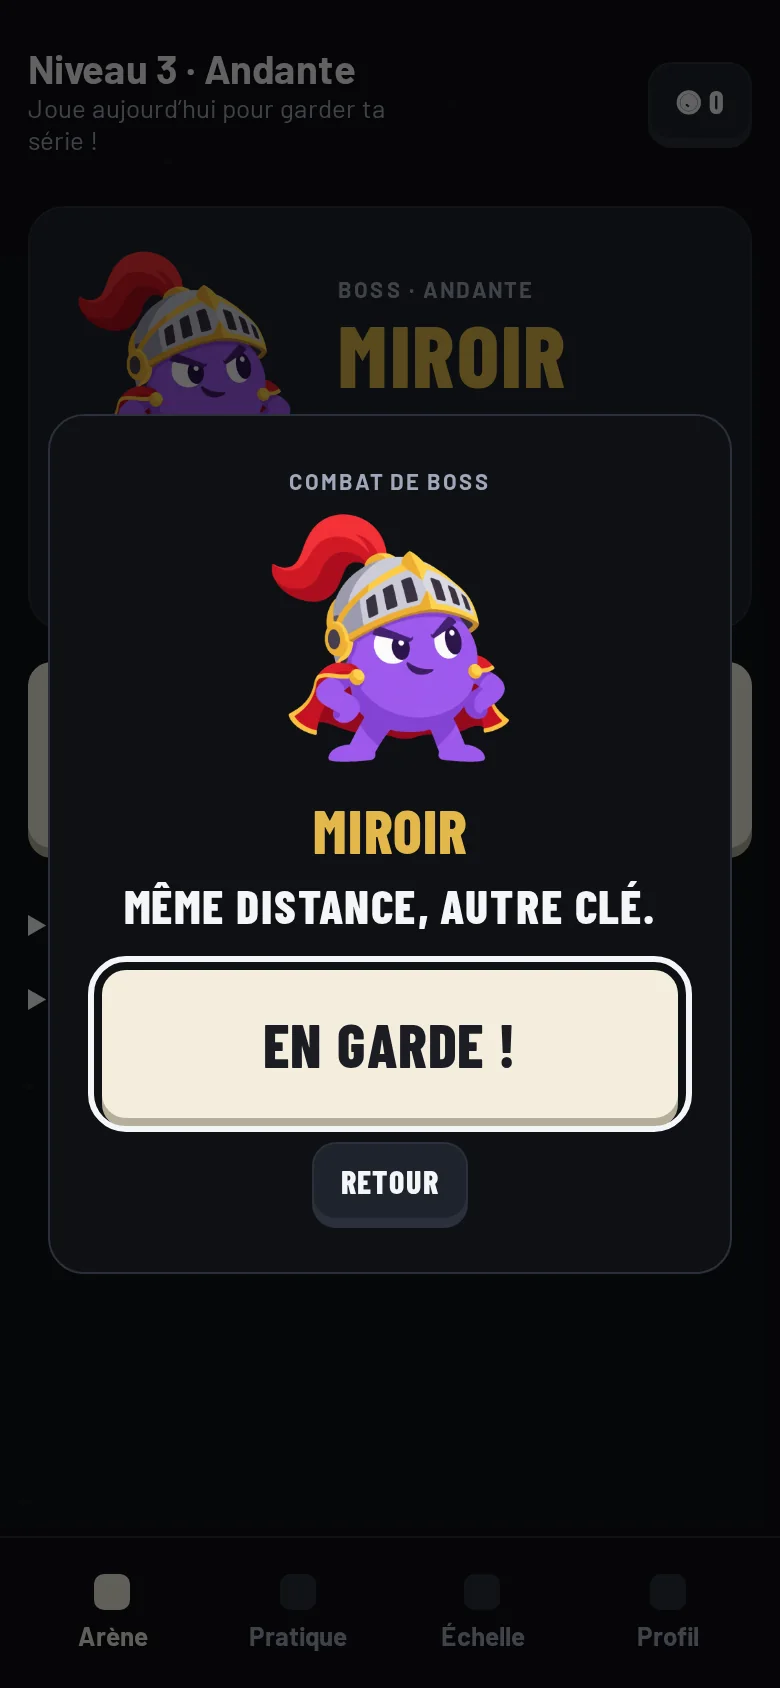 Niveau 3 · Andante
Joue aujourd'hui pour garder ta
série !
0
BOSS · ANDANTE
MIROIR
COMBAT DE BOSS
MIROIR
MÊME DISTANCE, AUTRE CLÉ.
EN GARDE !
RETOUR
Arène
Pratique
Échelle
Profil